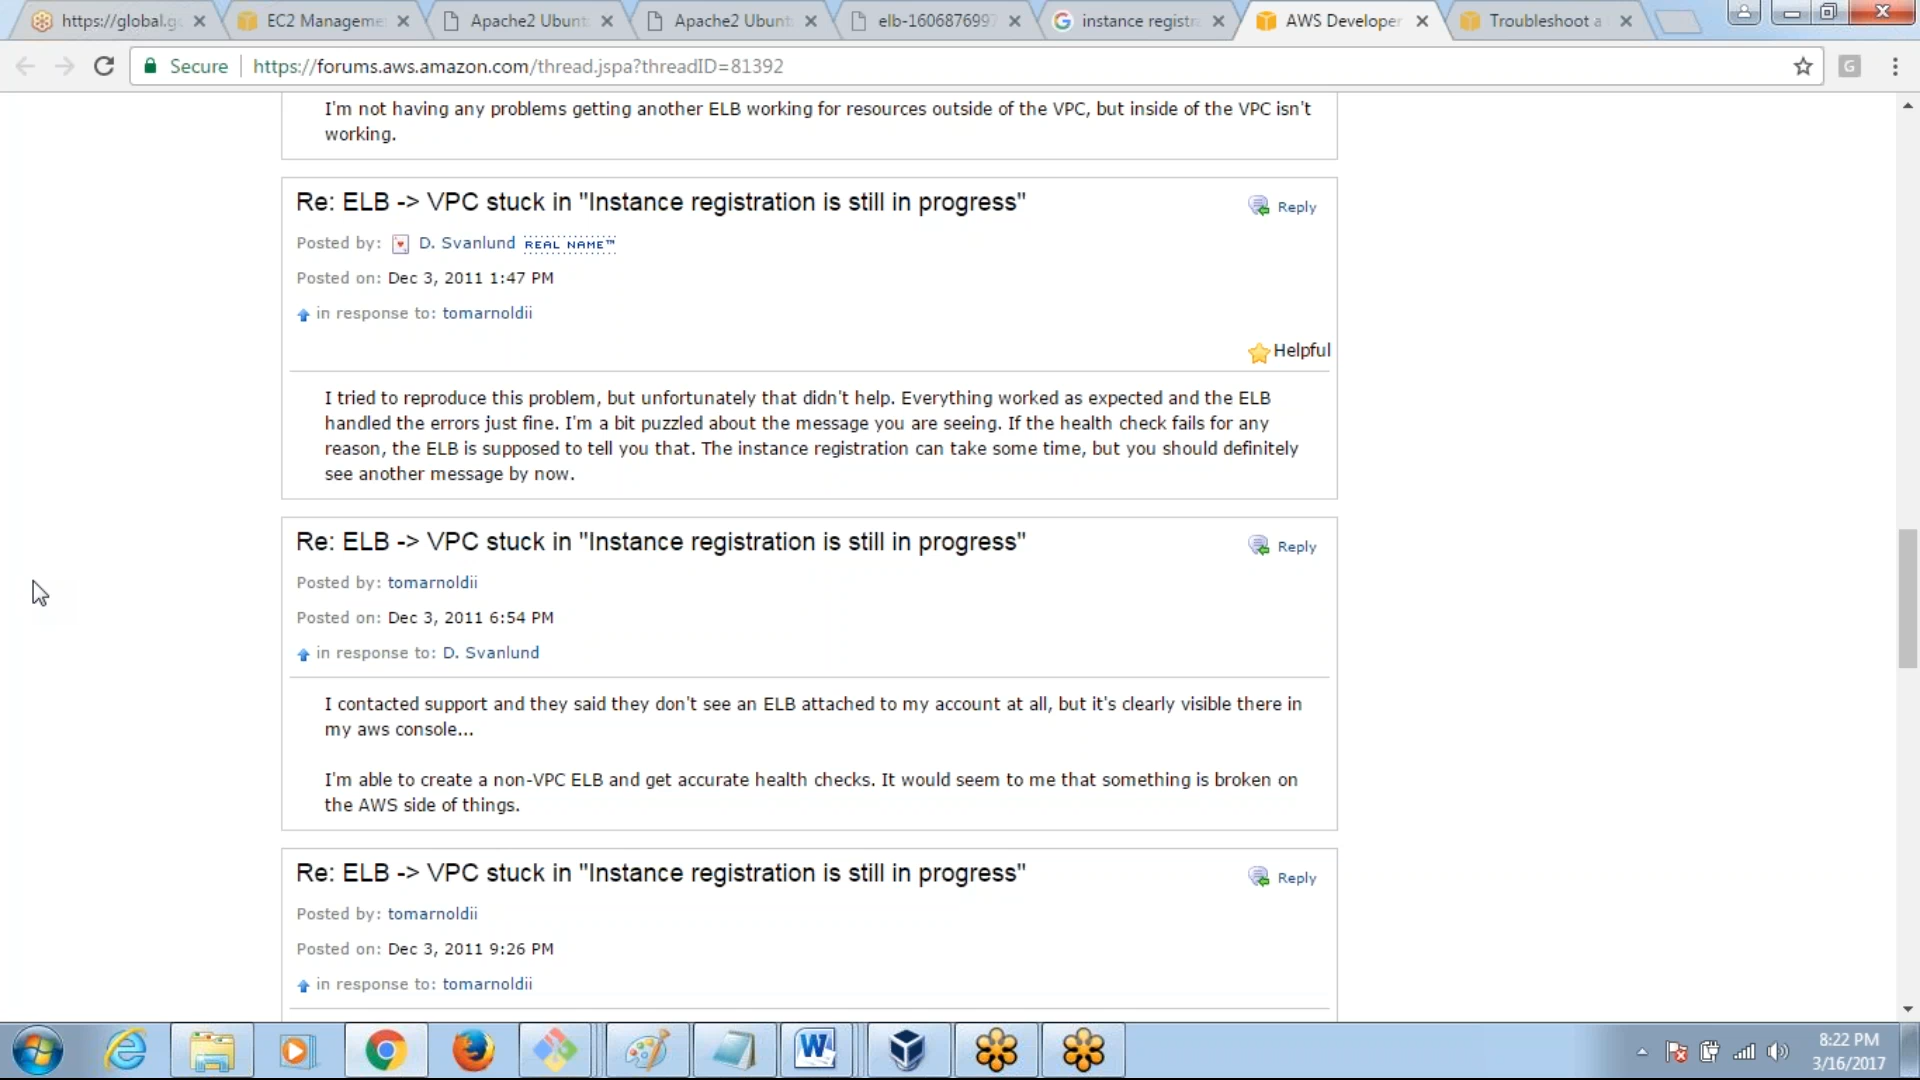 https://global.g
EC2 Manageme
Apache2 Ubunt
Apache2 Ubunt
elb-1606876997
instance registr
AWS Developer
Troubleshoot a
Secure
https://forums.aws.amazon.com/thread.jspa?threadID=81392
G
I'm not having any problems getting another ELB working for resources outside of the VPC, but inside of the VPC isn't
working.
Re: ELB -> VPC stuck in "Instance registration is still in progress"
Reply
Posted by: D. Svanlund REAL NAME™
Posted on: Dec 3, 2011 1:47 PM
in response to: tomarnoldii
Helpful
I tried to reproduce this problem, but unfortunately that didn't help. Everything worked as expected and the ELB
handled the errors just fine. I'm a bit puzzled about the message you are seeing. If the health check fails for any
reason, the ELB is supposed to tell you that. The instance registration can take some time, but you should definitely
see another message by now.
Re: ELB -> VPC stuck in "Instance registration is still in progress"
Reply
Posted by: tomarnoldii
Posted on: Dec 3, 2011 6:54 PM
in response to: D. Svanlund
I contacted support and they said they don't see an ELB attached to my account at all, but it's clearly visible there in
my aws console...
I'm able to create a non-VPC ELB and get accurate health checks. It would seem to me that something is broken on
the AWS side of things.
Re: ELB -> VPC stuck in "Instance registration is still in progress"
Reply
Posted by: tomarnoldii
Posted on: Dec 3, 2011 9:26 PM
in response to: tomarnoldii
8:22 PM
3/16/2017